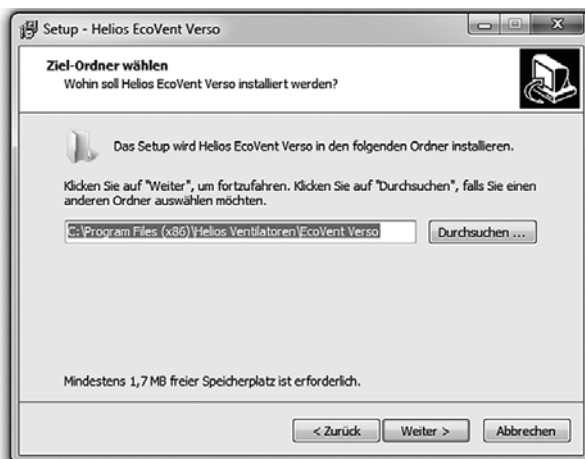 Setup - Helios EcoVent Verso
Ziel-Ordner wählen
Wohin soll Helios EcoVent Verso installiert werden?
Das Setup wird Helios EcoVent Verso in den folgenden Ordner installieren.
Klicken Sie auf "Weiter", um fortzufahren. Klicken Sie auf "Durchsuchen", falls Sie einen
anderen Ordner auswählen möchten.
C:\Program Files (x86)\Helios Ventilatoren\EcoVent Verso
Durchsuchen ...
Mindestens 1,7 MB freier Speicherplatz ist erforderlich.
< Zurück
Weiter >
Abbrechen